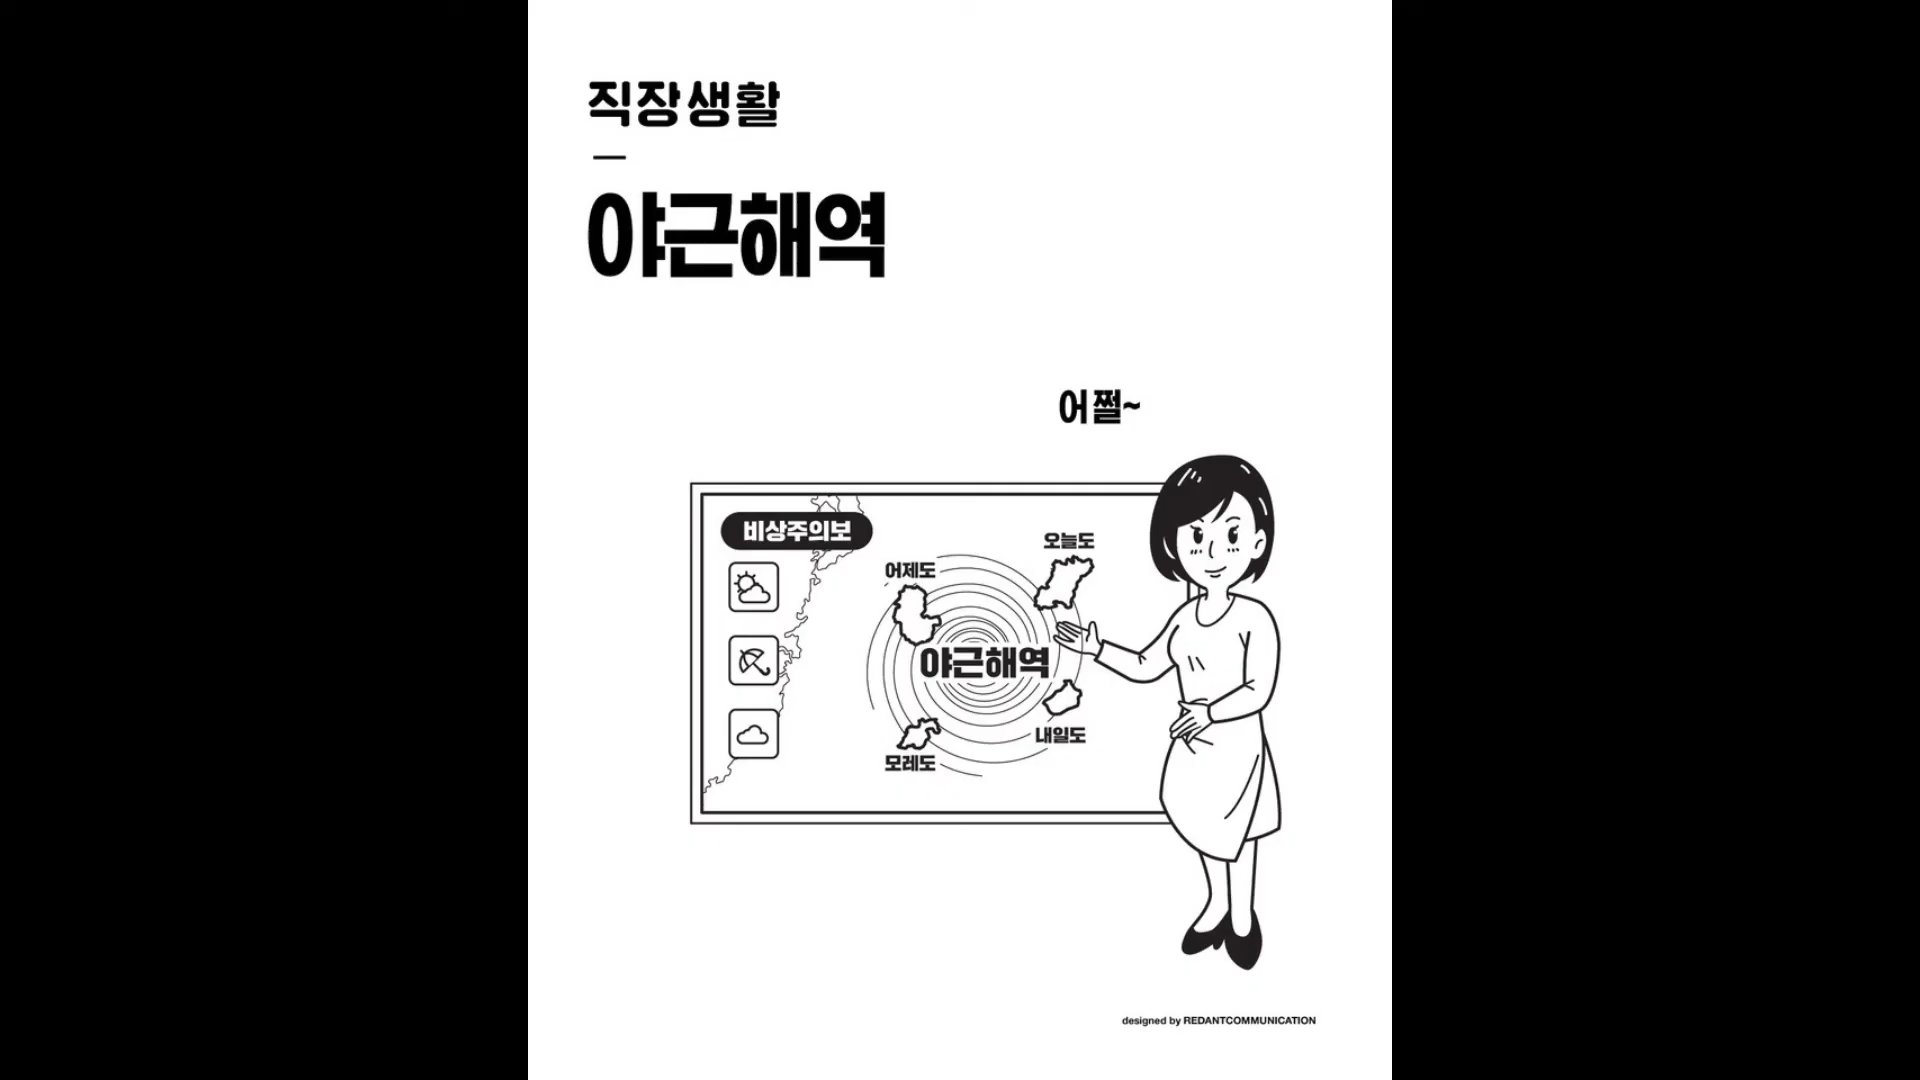 직장생활
야근해역
어쩔~
비상주의보
오늘도
어제도
야근해역
내일도
모레도
designed by REDANTCOMMUNICATION